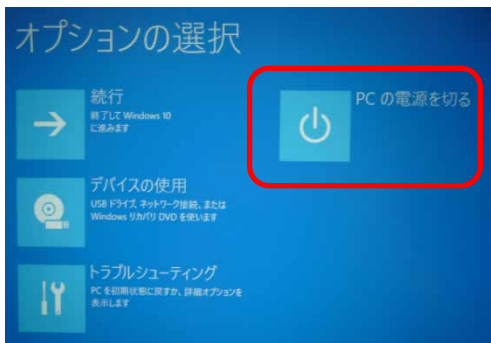 オプションの選択
続行
終了して Windows 10
に進みます
PC の電源を切る
デバイスの使用
USB ドライブ、ネットワーク接続、または
Windows リカバリ DVD を使います
トラブルシューティング
PC を初期状態に戻すか、詳細オプションを
表示します